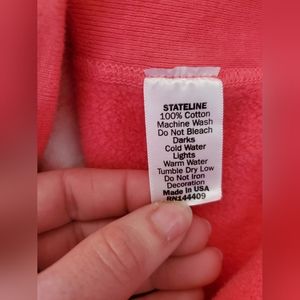 STATELINE
100% Cotton
Machine Wash
Do Not Bleach
Darks
Cold Water
Lights
Warm Water
Tumble Dry Low
Do Not Iron
Decoration
Made in USA
RN144409